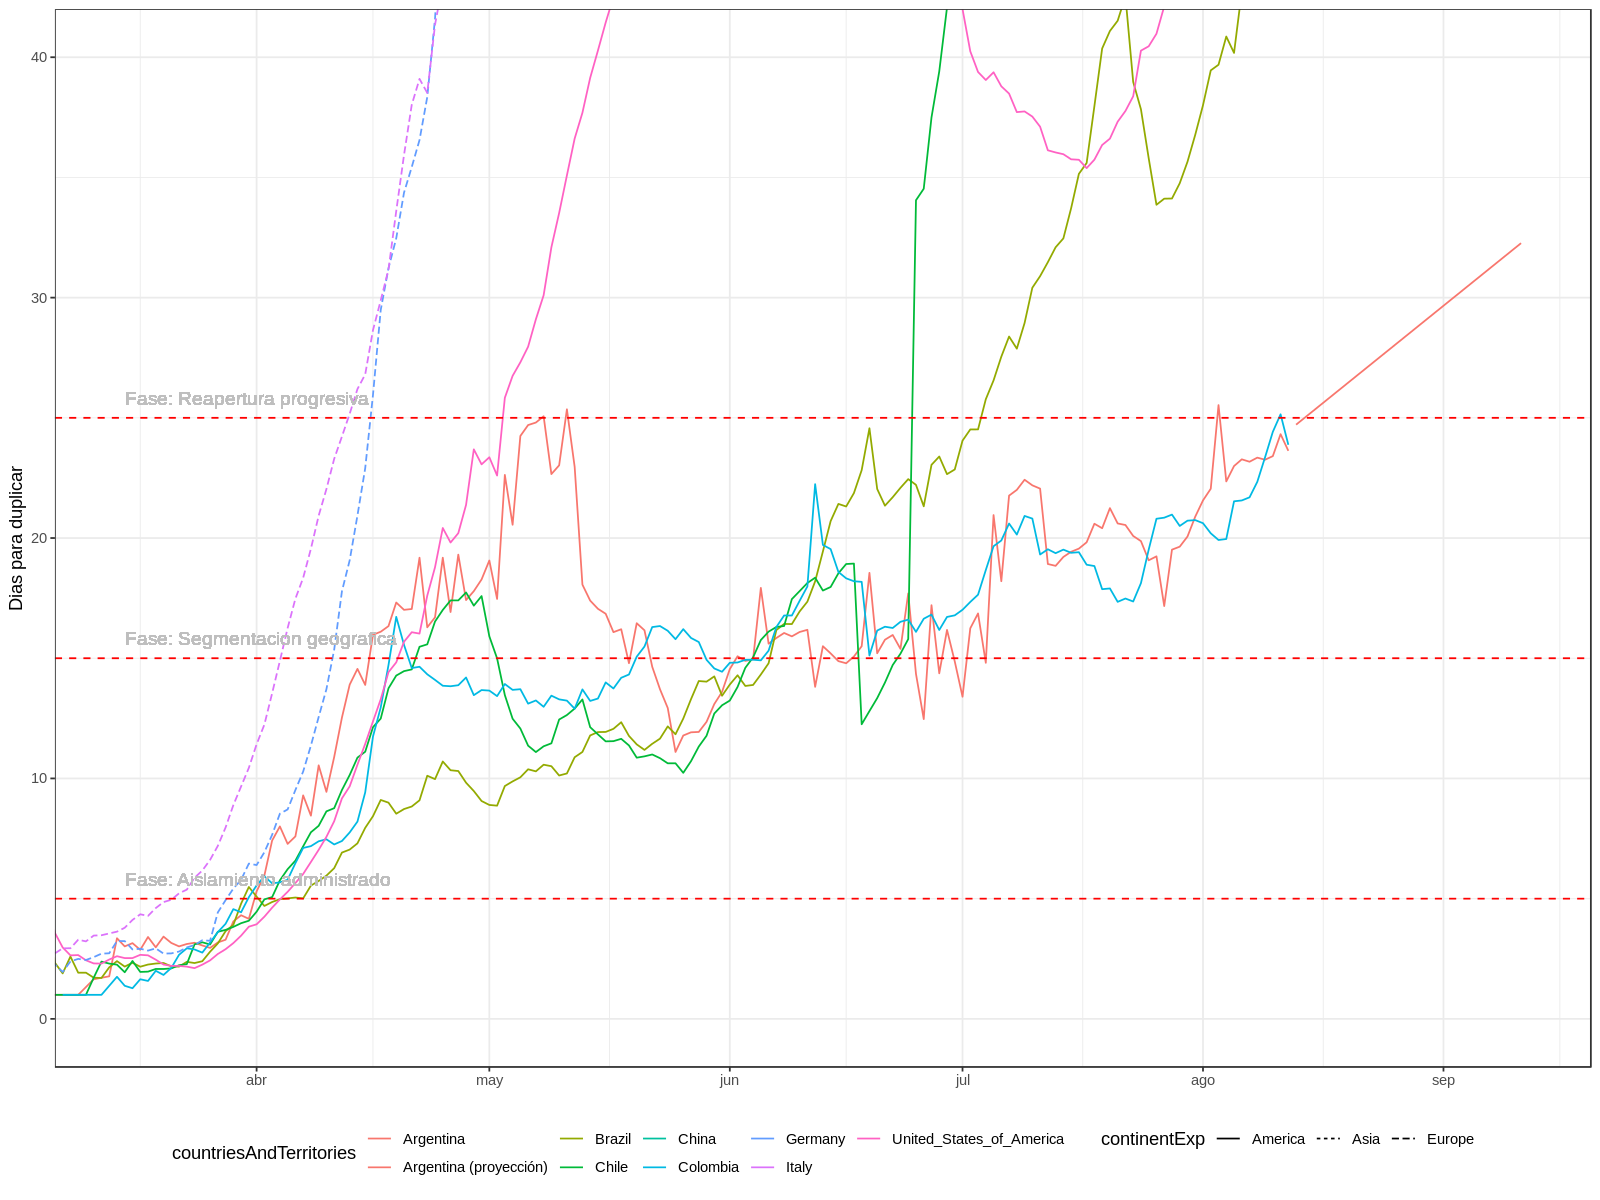 40
30
20
10
0
Dias para duplicar
Fase: Reapertura progresiva
Fase: Segmentación geográfica
Fase: Aislamiento administrado
abr may jun jul ago sep
countriesAndTerritories
Argentina Brazil China Germany United_States_of_America
Argentina (proyección) Chile Colombia Italy
continentExp America Asia Europe